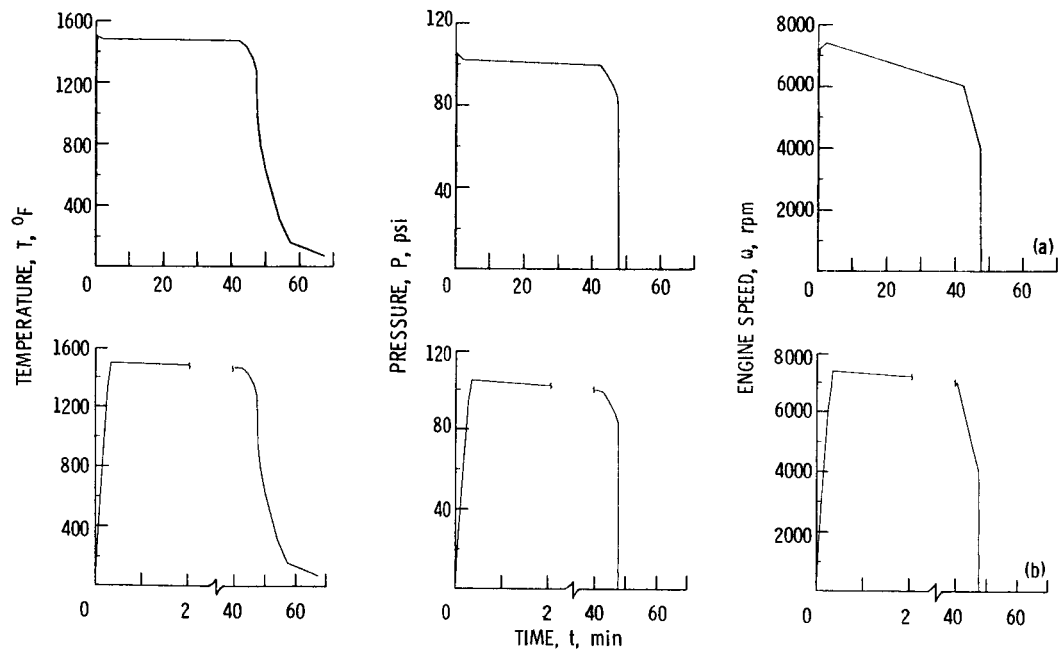 TEMPERATURE, T, °F
1600
1200
800
400
0 20 40 60
1600
1200
800
400
0 2 40 60
PRESSURE, P, psi
120
80
40
0 20 40 60
120
80
40
0 2 40 60
TIME, t, min
ENGINE SPEED, ω, rpm
8000
6000
4000
2000
(a)
0 20 40 60
8000
6000
4000
2000
(b)
0 2 40 60